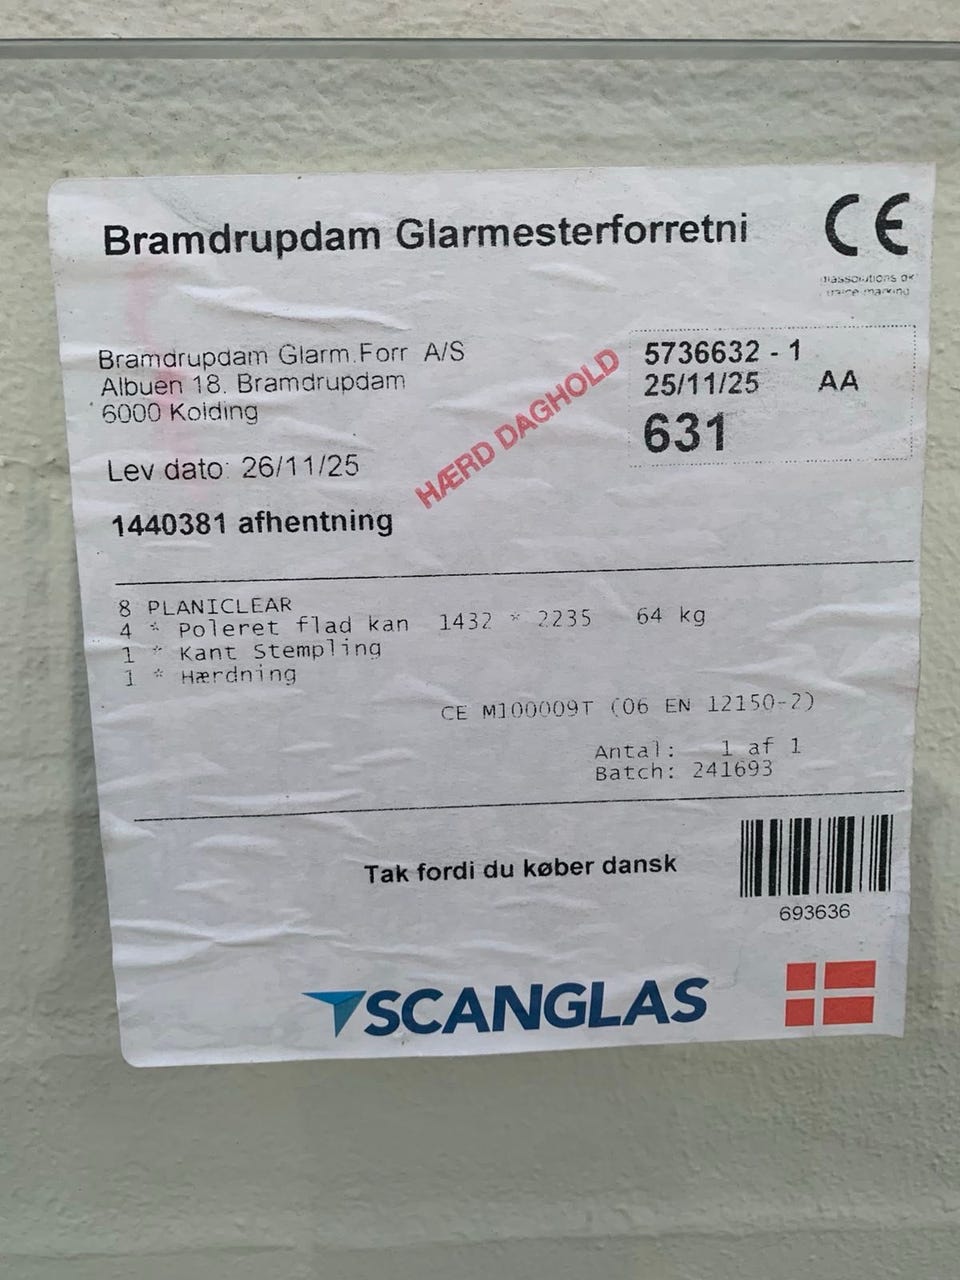 Bramdrupdam Glarmesterforretni
CE
Bramdrupdam Glarm.Forr A/S
Albuen 18. Bramdrupdam
6000 Kolding
Lev dato: 26/11/25
1440381 afhentning
HÆRD DAGHOLD
5736632 - 1
25/11/25 AA
631
8 PLANICLEAR
4 * Poleret flad kan 1432 * 2235 64 kg
1 * Kant Stempling
1 * Hærdning
CE M100009T (06 EN 12150-2)
Antal: 1 af 1
Batch: 241693
Tak fordi du køber dansk
693636
SCANGLAS